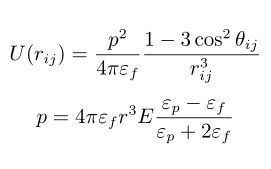 U(r_{ij}) = \frac{p^2}{4\pi\varepsilon_f} \frac{1 - 3\cos^2\theta_{ij}}{r_{ij}^3}
p = 4\pi\varepsilon_f r^3 E \frac{\varepsilon_p - \varepsilon_f}{\varepsilon_p + 2\varepsilon_f}